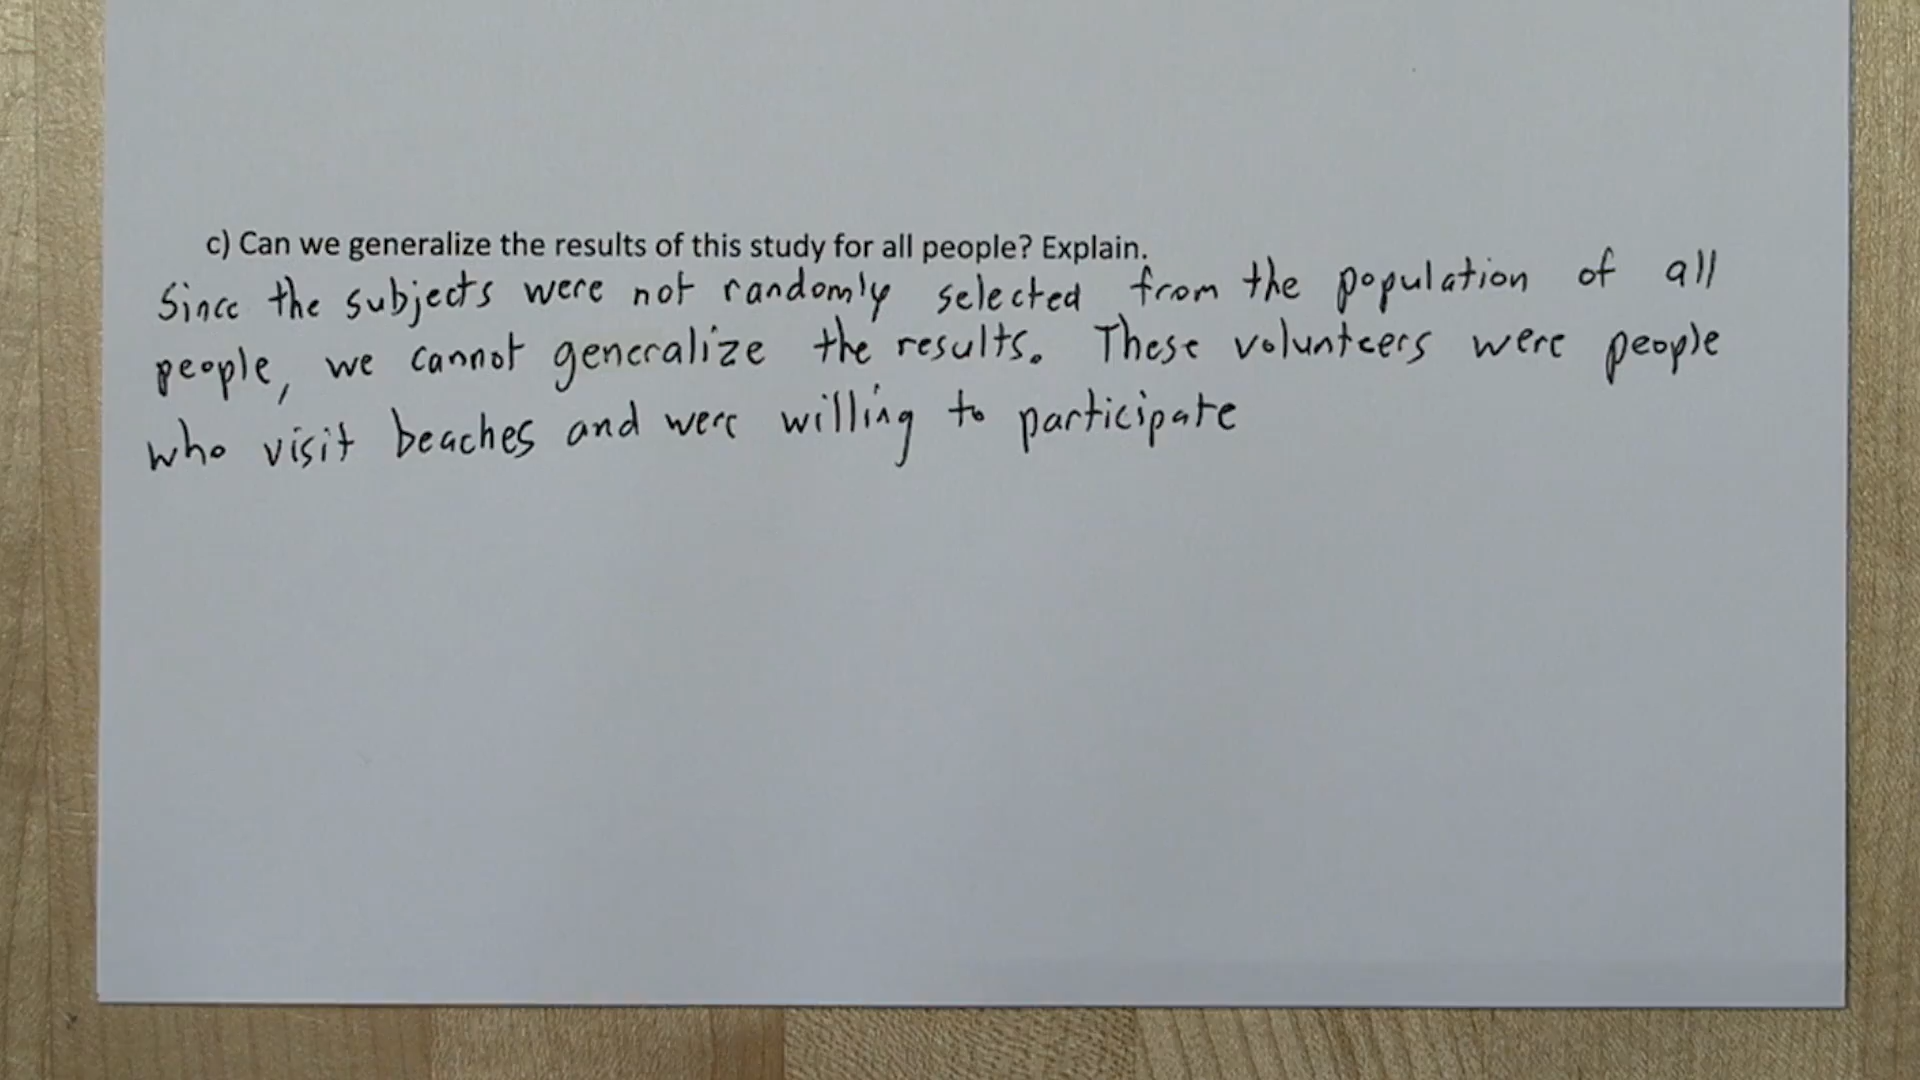 c) Can we generalize the results of this study for all people? Explain.
Since the subjects were not randomly selected from the population of all
people, we cannot generalize the results. These volunteers were people
who visit beaches and were willing to participate